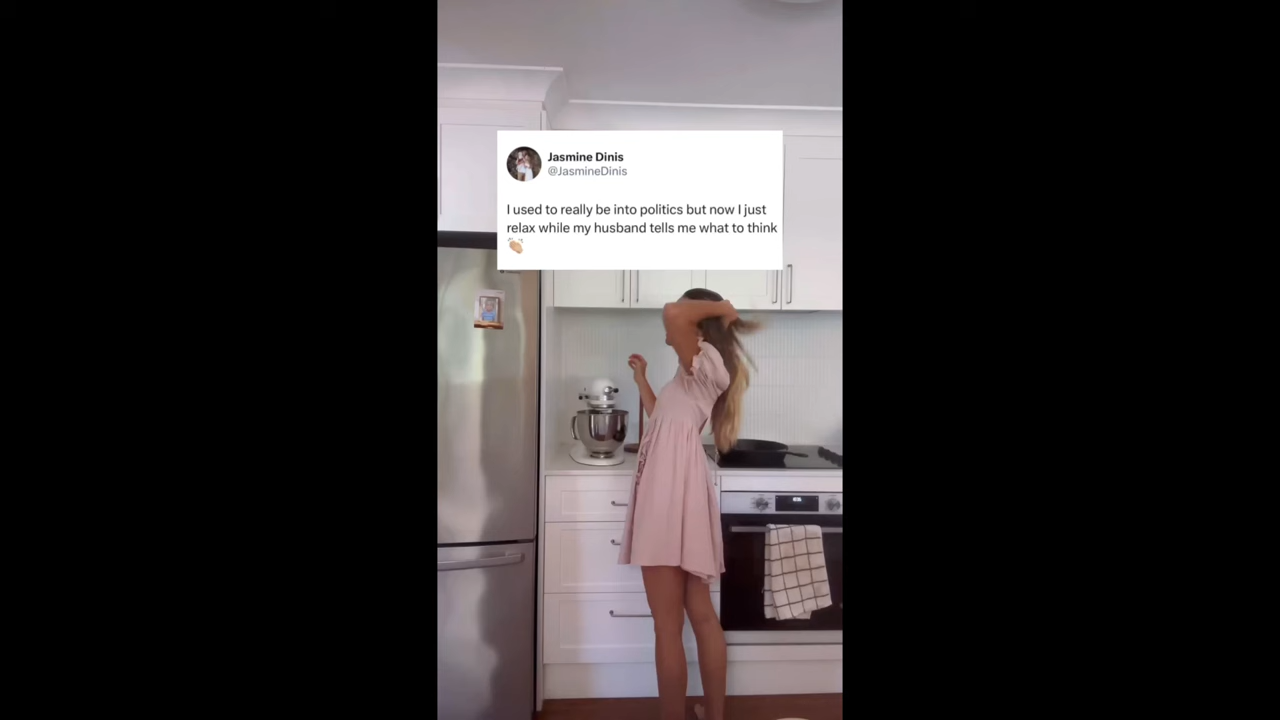 Jasmine Dinis
@JasmineDinis
I used to really be into politics but now I just
relax while my husband tells me what to think
👏🏼